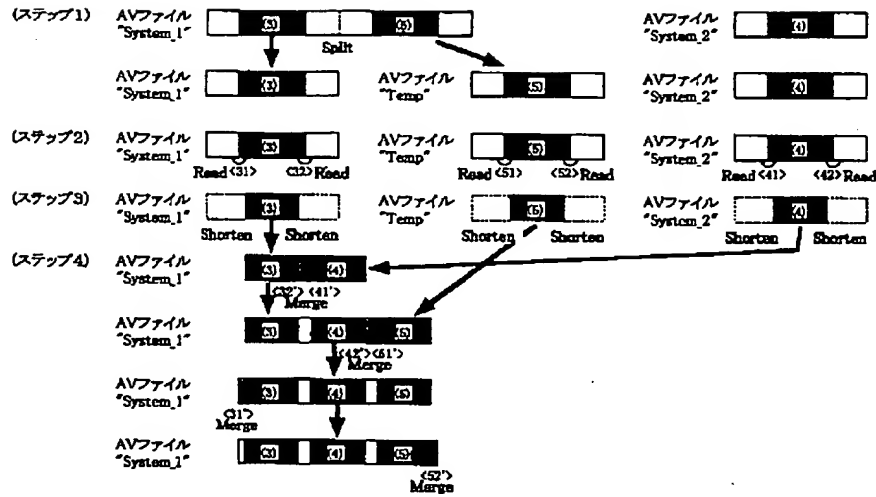 (ステップ1) AVファイル "System_1" (3) (5) AVファイル "System_2" (4)
Split
AVファイル "System_1" (3) AVファイル "Temp" (5) AVファイル "System_2" (4)
(ステップ2) AVファイル "System_1" (3) AVファイル "Temp" (5) AVファイル "System_2" (4)
Read <31> <32> Read Read <51> <52> Read Read <41> <42> Read
(ステップ3) AVファイル "System_1" (3) AVファイル "Temp" (5) AVファイル "System_2" (4)
Shorten Shorten Shorten Shorten Shorten Shorten
(ステップ4) AVファイル "System_1" (3) (4)
<32'> <41'>
Merge
AVファイル "System_1" (3) (4) (5)
<42'> <51'>
Merge
AVファイル "System_1" (3) (4) (5)
<31'>
Merge
AVファイル "System_1" (3) (4) (5)
<52'>
Merge